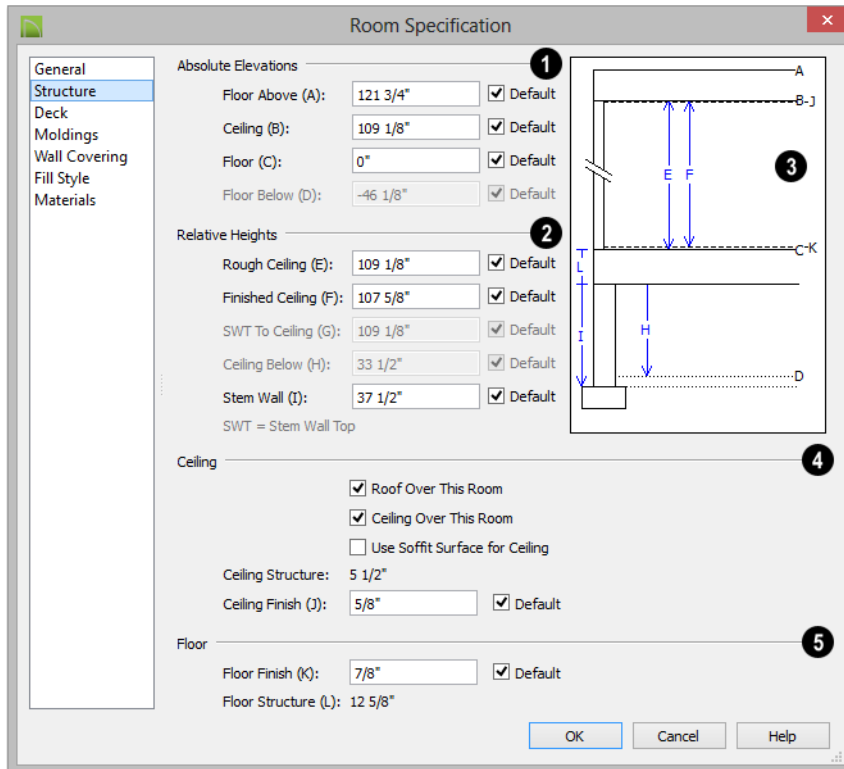 Room Specification
×
General
Structure
Deck
Moldings
Wall Covering
Fill Style
Materials
Absolute Elevations 1
Floor Above (A): 121 3/4" Default
Ceiling (B): 109 1/8" Default
Floor (C): 0" Default
Floor Below (D): -46 1/8" Default
Relative Heights 2
Rough Ceiling (E): 109 1/8" Default
Finished Ceiling (F): 107 5/8" Default
SWT To Ceiling (G): 109 1/8" Default
Ceiling Below (H): 33 1/2" Default
Stem Wall (I): 37 1/2" Default
SWT = Stem Wall Top
A
B-J
3
E F
C-K
L
I
H
D
Ceiling 4
Roof Over This Room
Ceiling Over This Room
Use Soffit Surface for Ceiling
Ceiling Structure: 5 1/2"
Ceiling Finish (J): 5/8" Default
Floor 5
Floor Finish (K): 7/8" Default
Floor Structure (L): 12 5/8"
OK Cancel Help